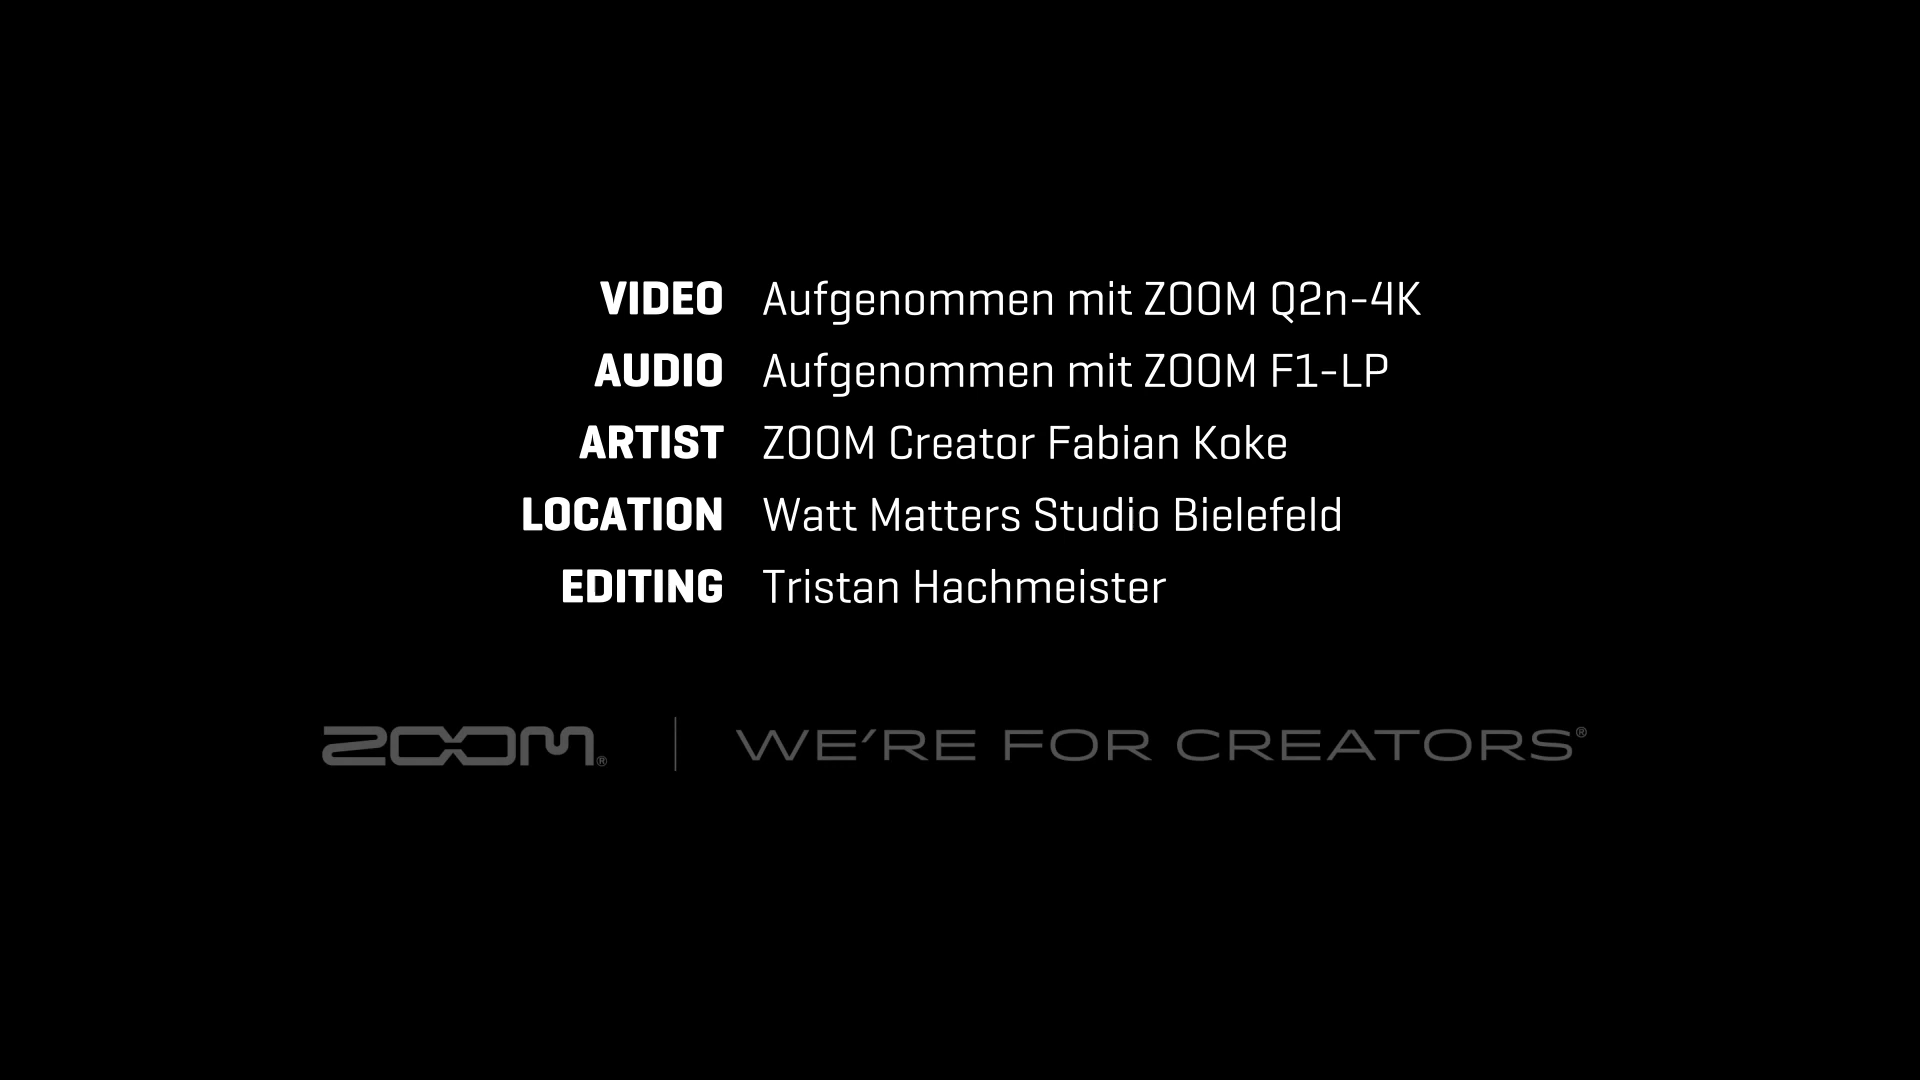 VIDEO Aufgenommen mit ZOOM Q2n-4K
AUDIO Aufgenommen mit ZOOM F1-LP
ARTIST ZOOM Creator Fabian Koke
LOCATION Watt Matters Studio Bielefeld
EDITING Tristan Hachmeister
ZOOM® | WE'RE FOR CREATORS®